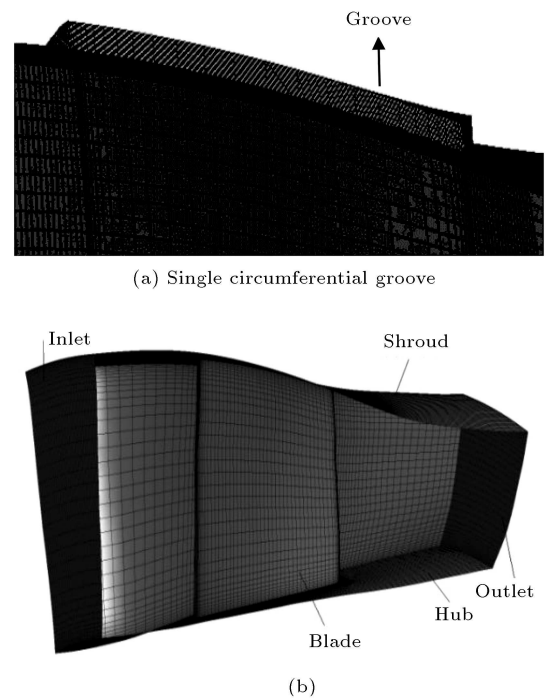 Groove
(a) Single circumferential groove
Inlet
Shroud
Outlet
Hub
Blade
(b)